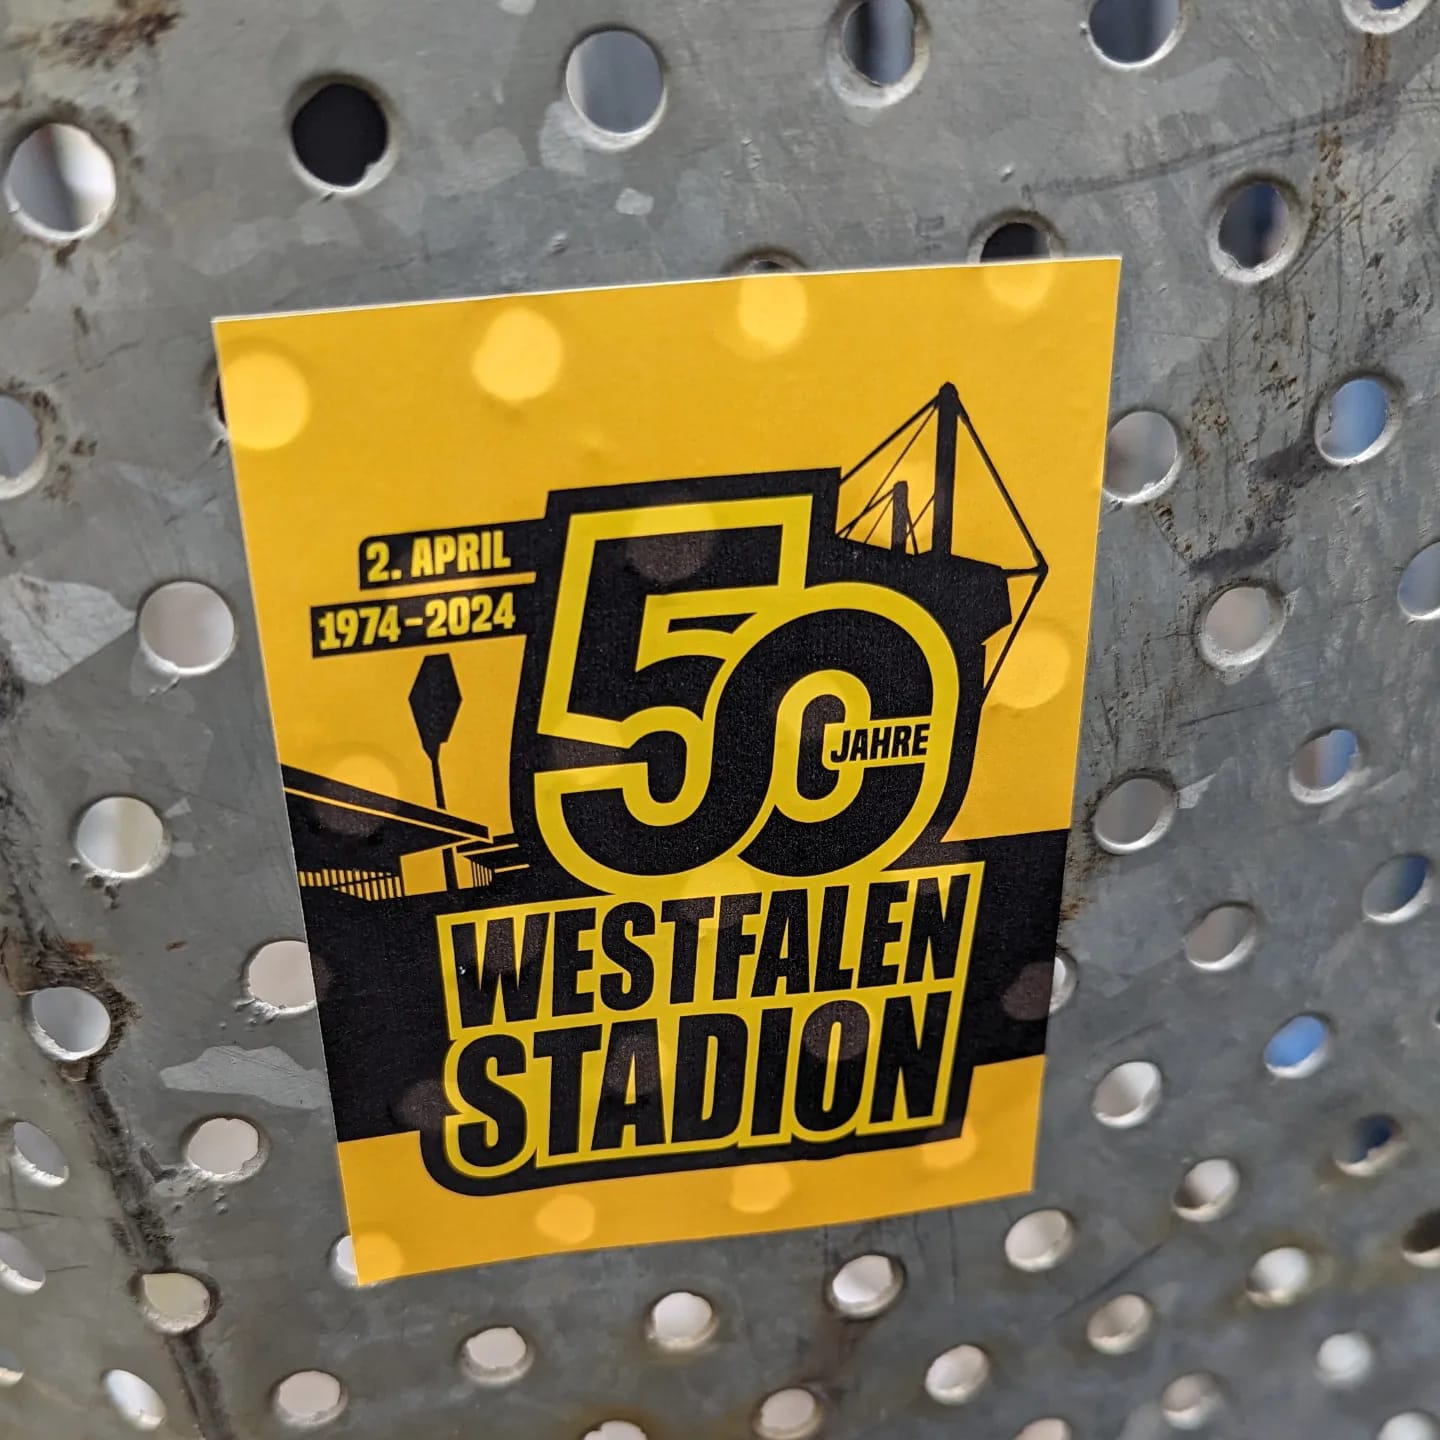 2. APRIL
1974-2024
50
JAHRE
WESTFALEN
STADION